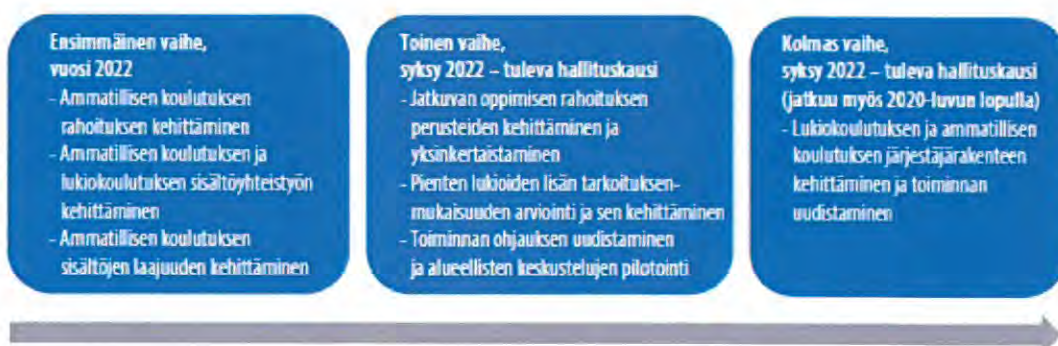 Ensimmäinen vaihe,
vuosi 2022
- Ammatillisen koulutuksen
rahoituksen kehittäminen
- Ammatillisen koulutuksen ja
lukiokoulutuksen sisältöyhteistyön
kehittäminen
- Ammatillisen koulutuksen
sisältöjen laajuuden kehittäminen
Toinen vaihe,
syksy 2022 – tuleva hallituskausi
- Jatkuvan oppimisen rahoituksen
perusteiden kehittäminen ja
yksinkertaistaminen
- Pienten lukioiden lisän tarkoituksen-
mukaisuuden arviointi ja sen kehittäminen
- Toiminnan ohjauksen uudistaminen
ja alueellisten keskustelujen pilotointi
Kolmas vaihe,
syksy 2022 – tuleva hallituskausi
(jatkuu myös 2020-luvun lopulla)
- Lukiokoulutuksen ja ammatillisen
koulutuksen järjestäjärakenteen
kehittäminen ja toiminnan
uudistaminen